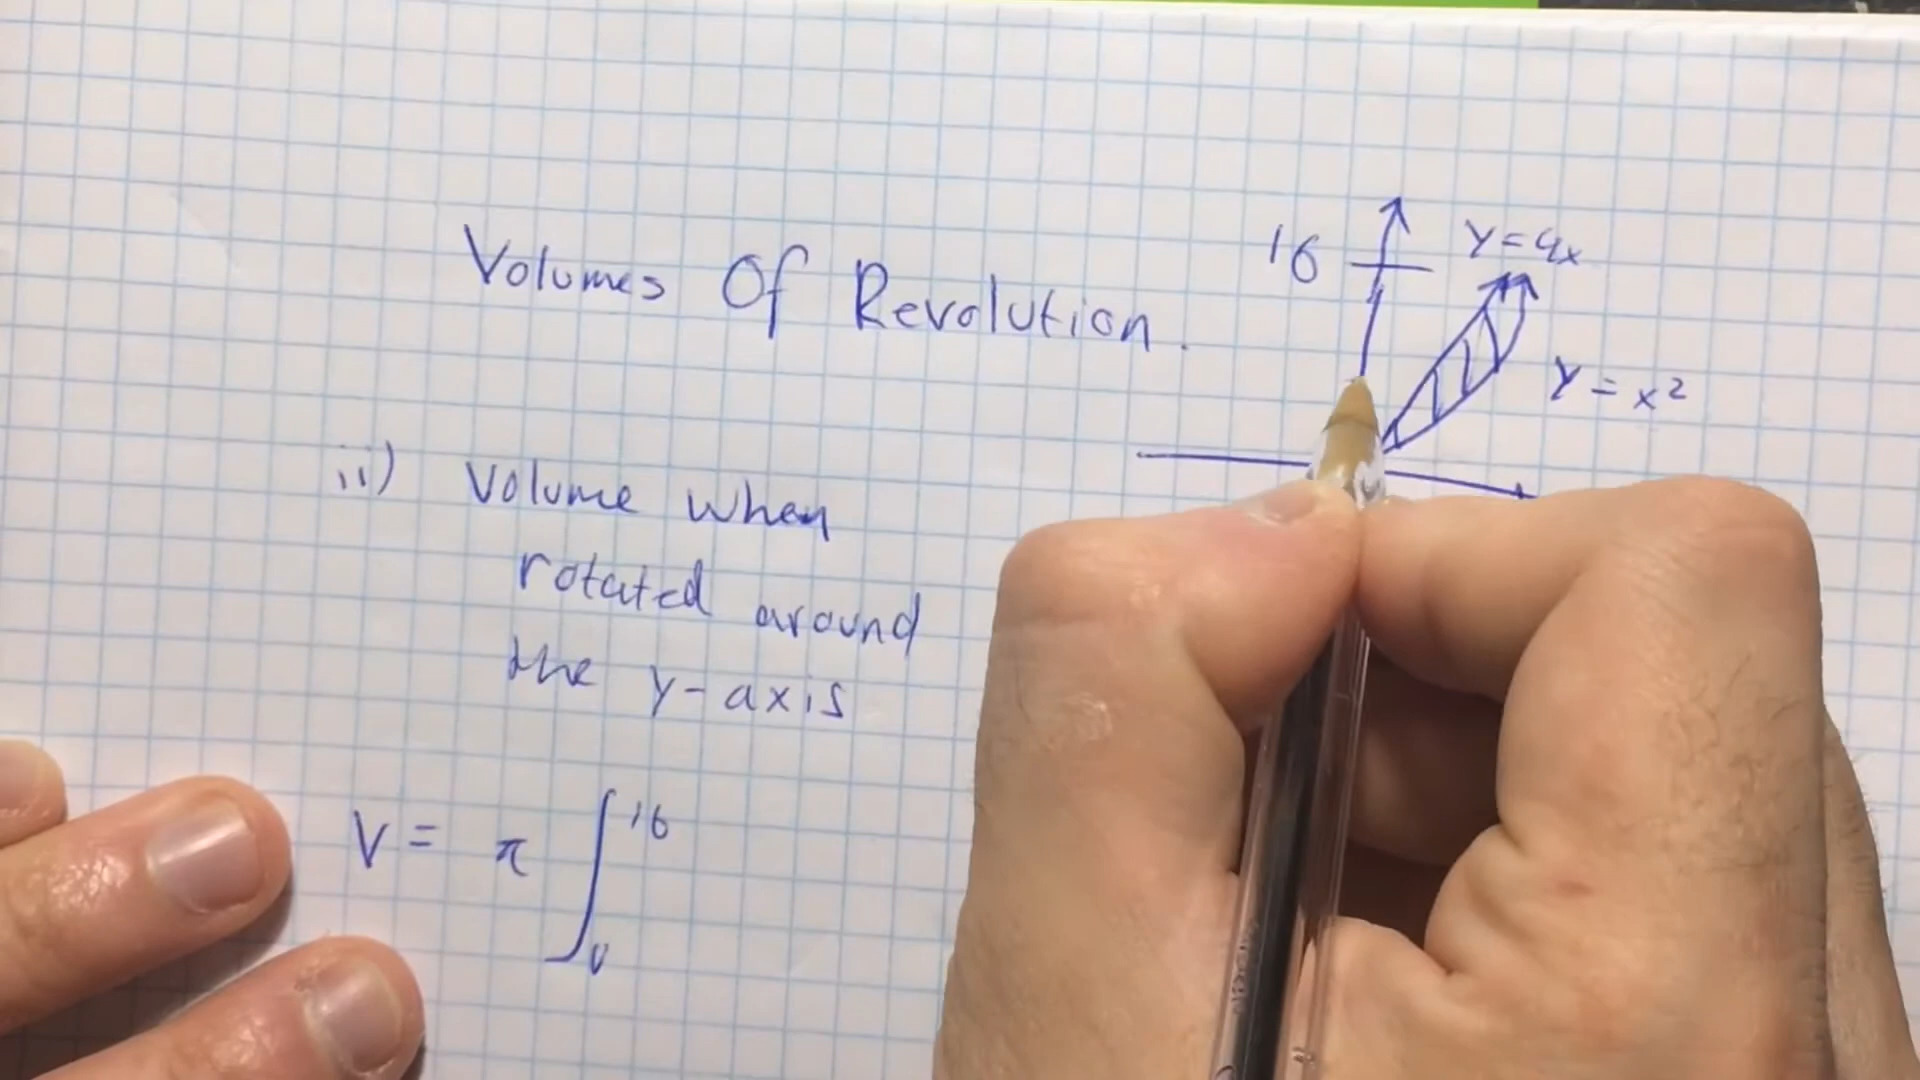 Volumes Of Revolution.
16
y=4x
y = x²
ii) Volume when
rotated around
the y-axis
V = π ∫₀¹⁶